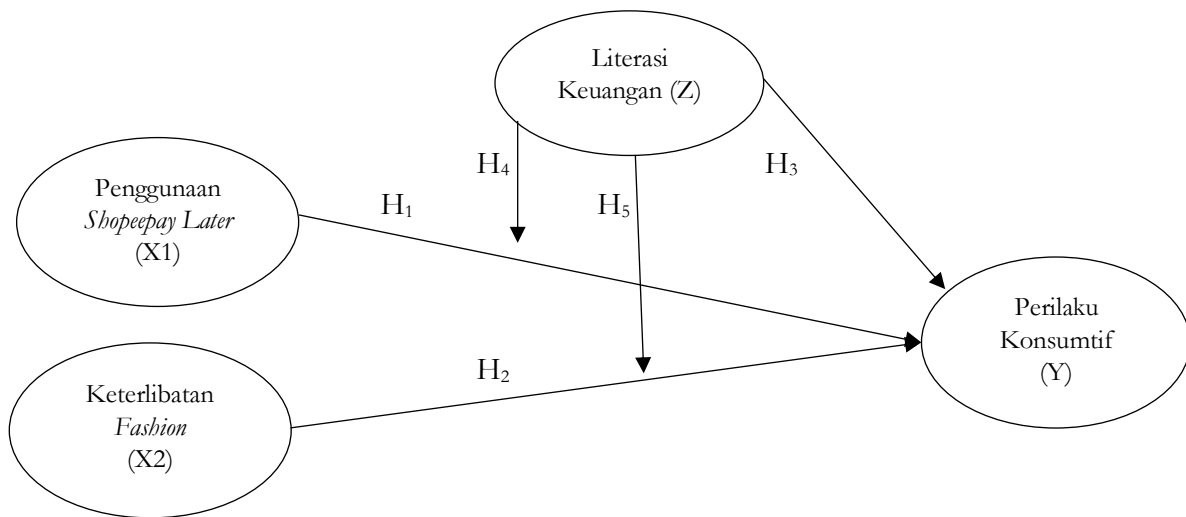 Literasi
Keuangan (Z)
H₄
H₃
Penggunaan
Shopeepay Later
(X1)
H₁
H₅
Perilaku
Konsumtif
(Y)
H₂
Keterlibatan
Fashion
(X2)